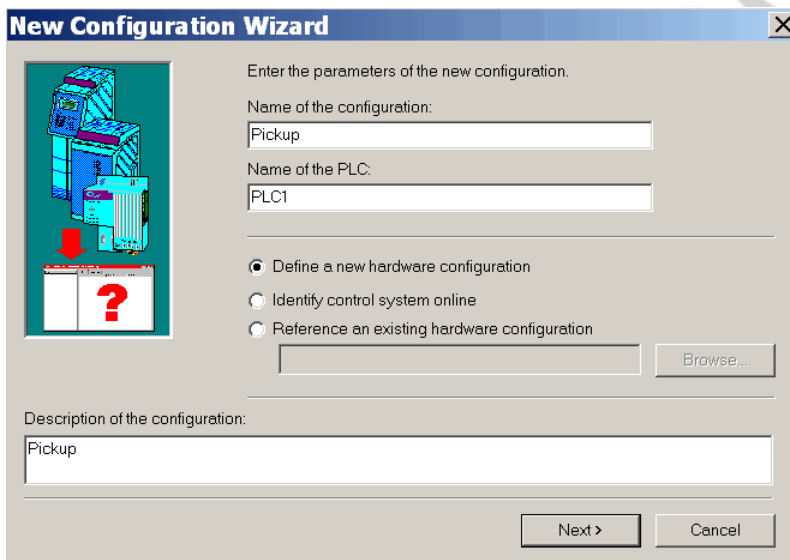 New Configuration Wizard
Enter the parameters of the new configuration.
Name of the configuration:
Pickup
Name of the PLC:
PLC1
Define a new hardware configuration
Identify control system online
Reference an existing hardware configuration
Browse...
?
Description of the configuration:
Pickup
Next >
Cancel